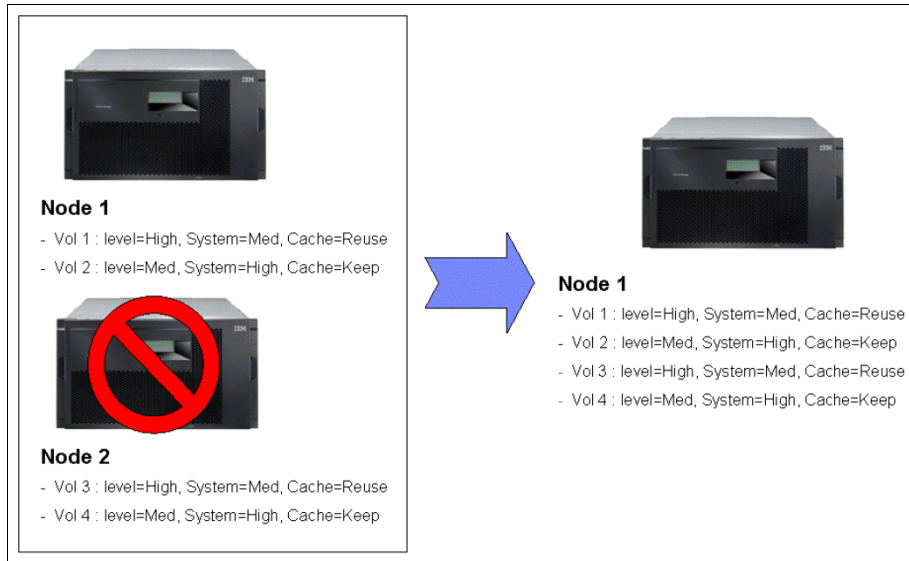 IBM
Node 1
- Vol 1 : level=High, System=Med, Cache=Reuse
- Vol 2 : level=Med, System=High, Cache=Keep
IBM
Node 2
- Vol 3 : level=High, System=Med, Cache=Reuse
- Vol 4 : level=Med, System=High, Cache=Keep
IBM
Node 1
- Vol 1 : level=High, System=Med, Cache=Reuse
- Vol 2 : level=Med, System=High, Cache=Keep
- Vol 3 : level=High, System=Med, Cache=Reuse
- Vol 4 : level=Med, System=High, Cache=Keep